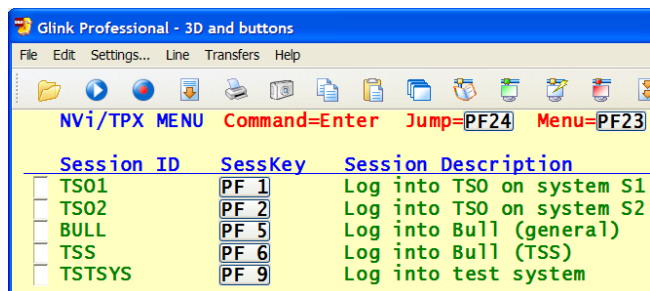 Glink Professional - 3D and buttons
File Edit Settings... Line Transfers Help
NVi/TPX MENU Command=Enter Jump=PF24 Menu=PF23
Session ID SessKey Session Description
TSO1 PF 1 Log into TSO on system S1
TSO2 PF 2 Log into TSO on system S2
BULL PF 5 Log into Bull (general)
TSS PF 6 Log into Bull (TSS)
TSTSYS PF 9 Log into test system